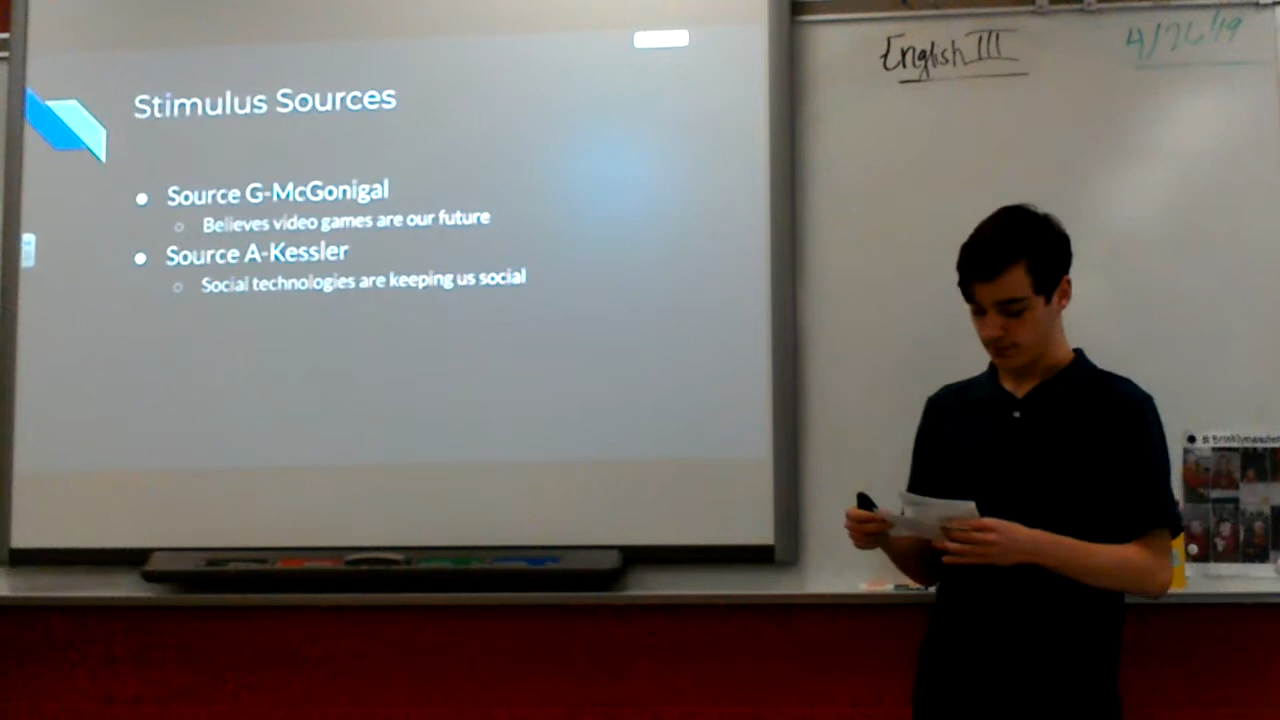 Stimulus Sources
Source G-McGonigal
Believes video games are our future
Source A-Kessler
Social technologies are keeping us social
English III
4/26/19